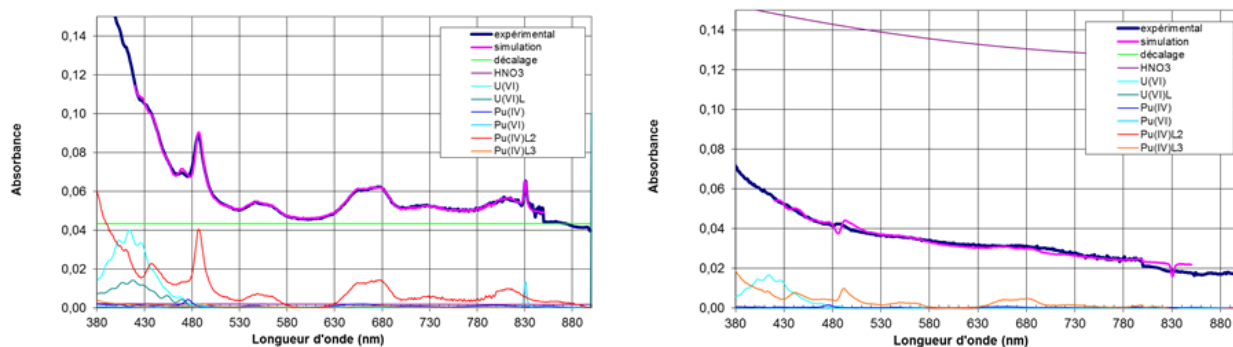 0,14
0,12
0,10
0,08
0,06
0,04
0,02
0,00
Absorbance
380 430 480 530 580 630 680 730 780 830 880
Longueur d'onde (nm)
expérimental
simulation
décalage
HNO3
U(VI)
U(VI)L
Pu(IV)
Pu(VI)
Pu(IV)L2
Pu(IV)L3
0,14
0,12
0,10
0,08
0,06
0,04
0,02
0,00
Absorbance
380 430 480 530 580 630 680 730 780 830 880
Longueur d'onde (nm)
expérimental
simulation
décalage
HNO3
U(VI)
U(VI)L
Pu(IV)
Pu(VI)
Pu(IV)L2
Pu(IV)L3